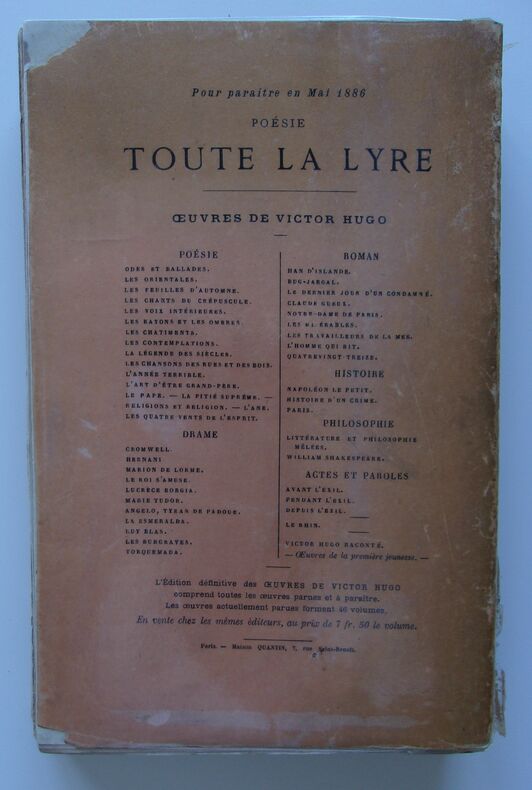 Pour paraître en Mai 1886
POÉSIE
TOUTE LA LYRE
ŒUVRES DE VICTOR HUGO
POÉSIE
ODES ET BALLADES.
LES ORIENTALES.
LES FEUILLES D'AUTOMNE.
LES CHANTS DU CRÉPUSCULE.
LES VOIX INTÉRIEURES.
LES RAYONS ET LES OMBRES.
LES CHATIMENTS.
LES CONTEMPLATIONS.
LA LÉGENDE DES SIÈCLES.
LES CHANSONS DES RUES ET DES BOIS.
L'ANNÉE TERRIBLE.
L'ART D'ÊTRE GRAND-PÈRE.
LE PAPE. — LA PITIÉ SUPRÊME. —
RELIGIONS ET RELIGION. — L'ANE.
LES QUATRE VENTS DE L'ESPRIT.
DRAME
CROMWELL.
HERNANI.
MARION DE LORME.
LE ROI S'AMUSE.
LUCRÈCE BORGIA.
MARIE TUDOR.
ANGELO, TYRAN DE PADOUE.
LA ESMERALDA.
RUY BLAS.
LES BURGRAVES.
TORQUEMADA.
ROMAN
HAN D'ISLANDE.
BUG-JARGAL.
LE DERNIER JOUR D'UN CONDAMNÉ.
CLAUDE GUEUX.
NOTRE-DAME DE PARIS.
LES MISÉRABLES.
LES TRAVAILLEURS DE LA MER.
L'HOMME QUI RIT.
QUATREVINGT-TREIZE.
HISTOIRE
NAPOLÉON LE PETIT.
HISTOIRE D'UN CRIME.
PARIS.
PHILOSOPHIE
LITTÉRATURE ET PHILOSOPHIE
MÊLÉES.
WILLIAM SHAKESPEARE.
ACTES ET PAROLES
AVANT L'EXIL.
PENDANT L'EXIL.
DEPUIS L'EXIL.
LE RHIN.
VICTOR HUGO RACONTÉ.
— Œuvres de la première jeunesse. —
L'Édition définitive des ŒUVRES DE VICTOR HUGO
comprend toutes les œuvres parues et à paraître.
Les œuvres actuellement parues forment 46 volumes.
En vente chez les mêmes éditeurs, au prix de 7 fr. 50 le volume.
Paris. — Maison QUANTIN, 7, rue Saint-Benoît.